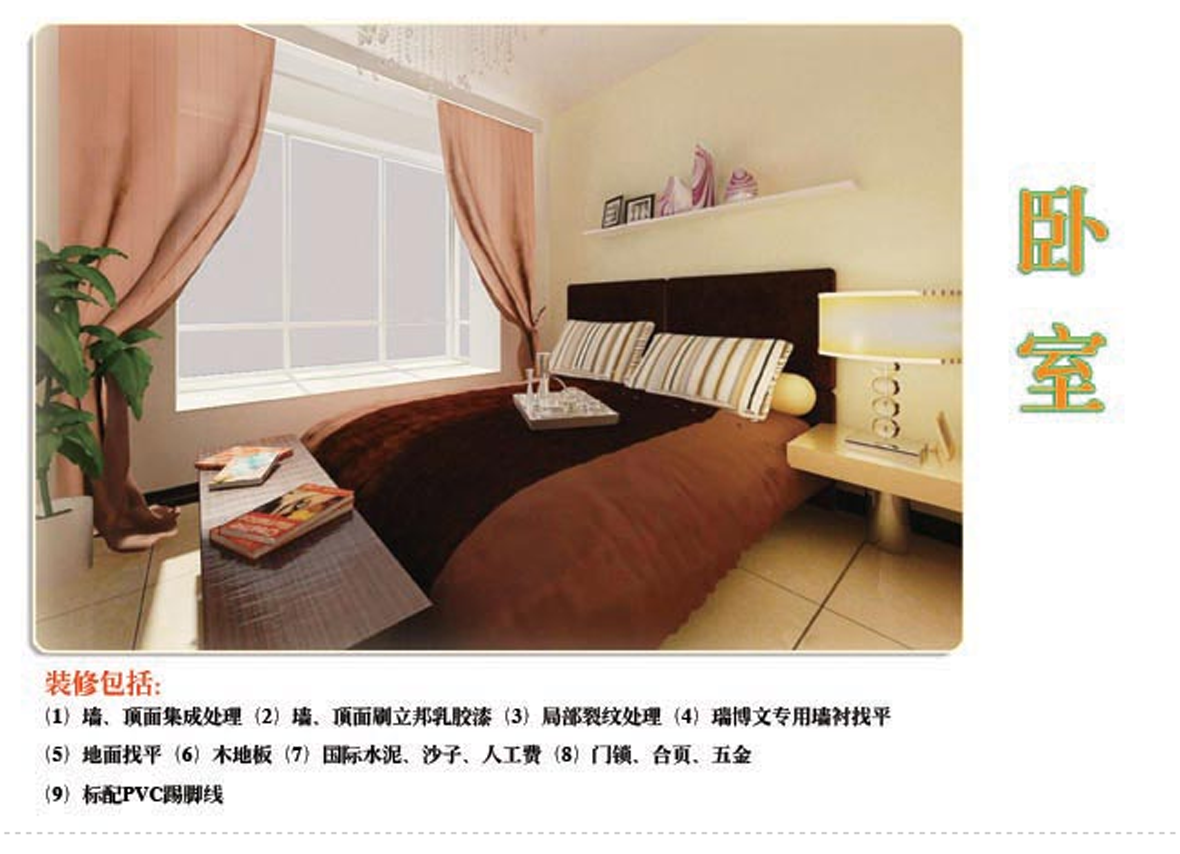 卧
室
装修包括:
（1）墙、顶面集成处理（2）墙、顶面刷立邦乳胶漆（3）局部裂纹处理（4）瑞博文专用墙衬找平
（5）地面找平（6）木地板（7）国际水泥、沙子、人工费（8）门锁、合页、五金
（9）标配PVC踢脚线